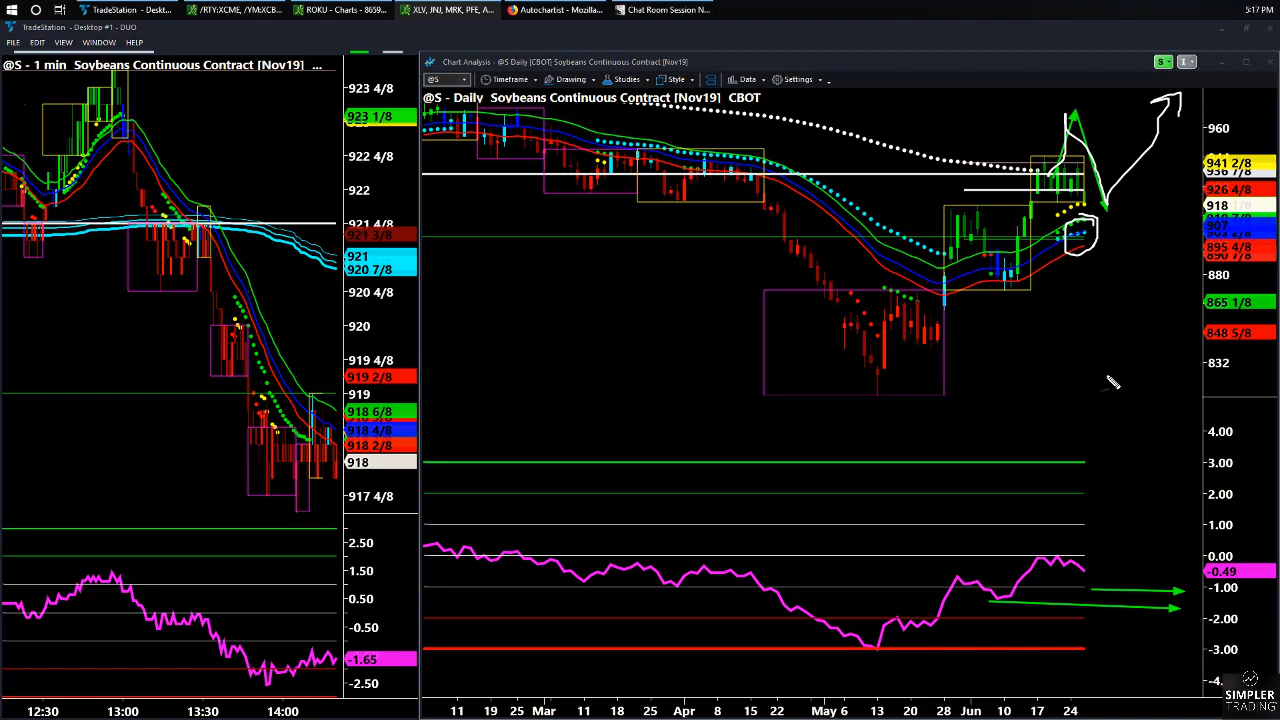 TradeStation - Deskt...
/RTY:XCME, /YM:XCB...
ROKU - Charts - 8659...
XLV, JNJ, MRK, PFE, A...
Autochartist - Mozilla...
Chat Room Session N...
5:17 PM
TradeStation - Desktop #1 - DUO
FILE EDIT VIEW WINDOW HELP
@S - 1 min Soybeans Continuous Contract [Nov19] ...
923 4/8
923 1/8
922 4/8
922
921 4/8
921 3/8
921
920 7/8
920 4/8
920
919 4/8
919 2/8
919
918 6/8
918 4/8
918 2/8
918
917 4/8
2.50
1.50
0.50
-0.50
-1.65
-2.50
12:30 13:00 13:30 14:00
Chart Analysis - @S Daily [CBOT] Soybeans Continuous Contract [Nov19]
@S Timeframe Drawing Studies Style Data Settings
S I
@S - Daily Soybeans Continuous Contract [Nov19] CBOT
960
941 2/8
936 7/8
926 4/8
918
907
895 4/8
880
865 1/8
848 5/8
832
4.00
3.00
2.00
1.00
0.00
-0.49
-1.00
-2.00
-3.00
11 19 25 Mar 11 18 25 Apr 8 15 22 May 6 13 20 28 Jun 10 17 24
SIMPLER
TRADING